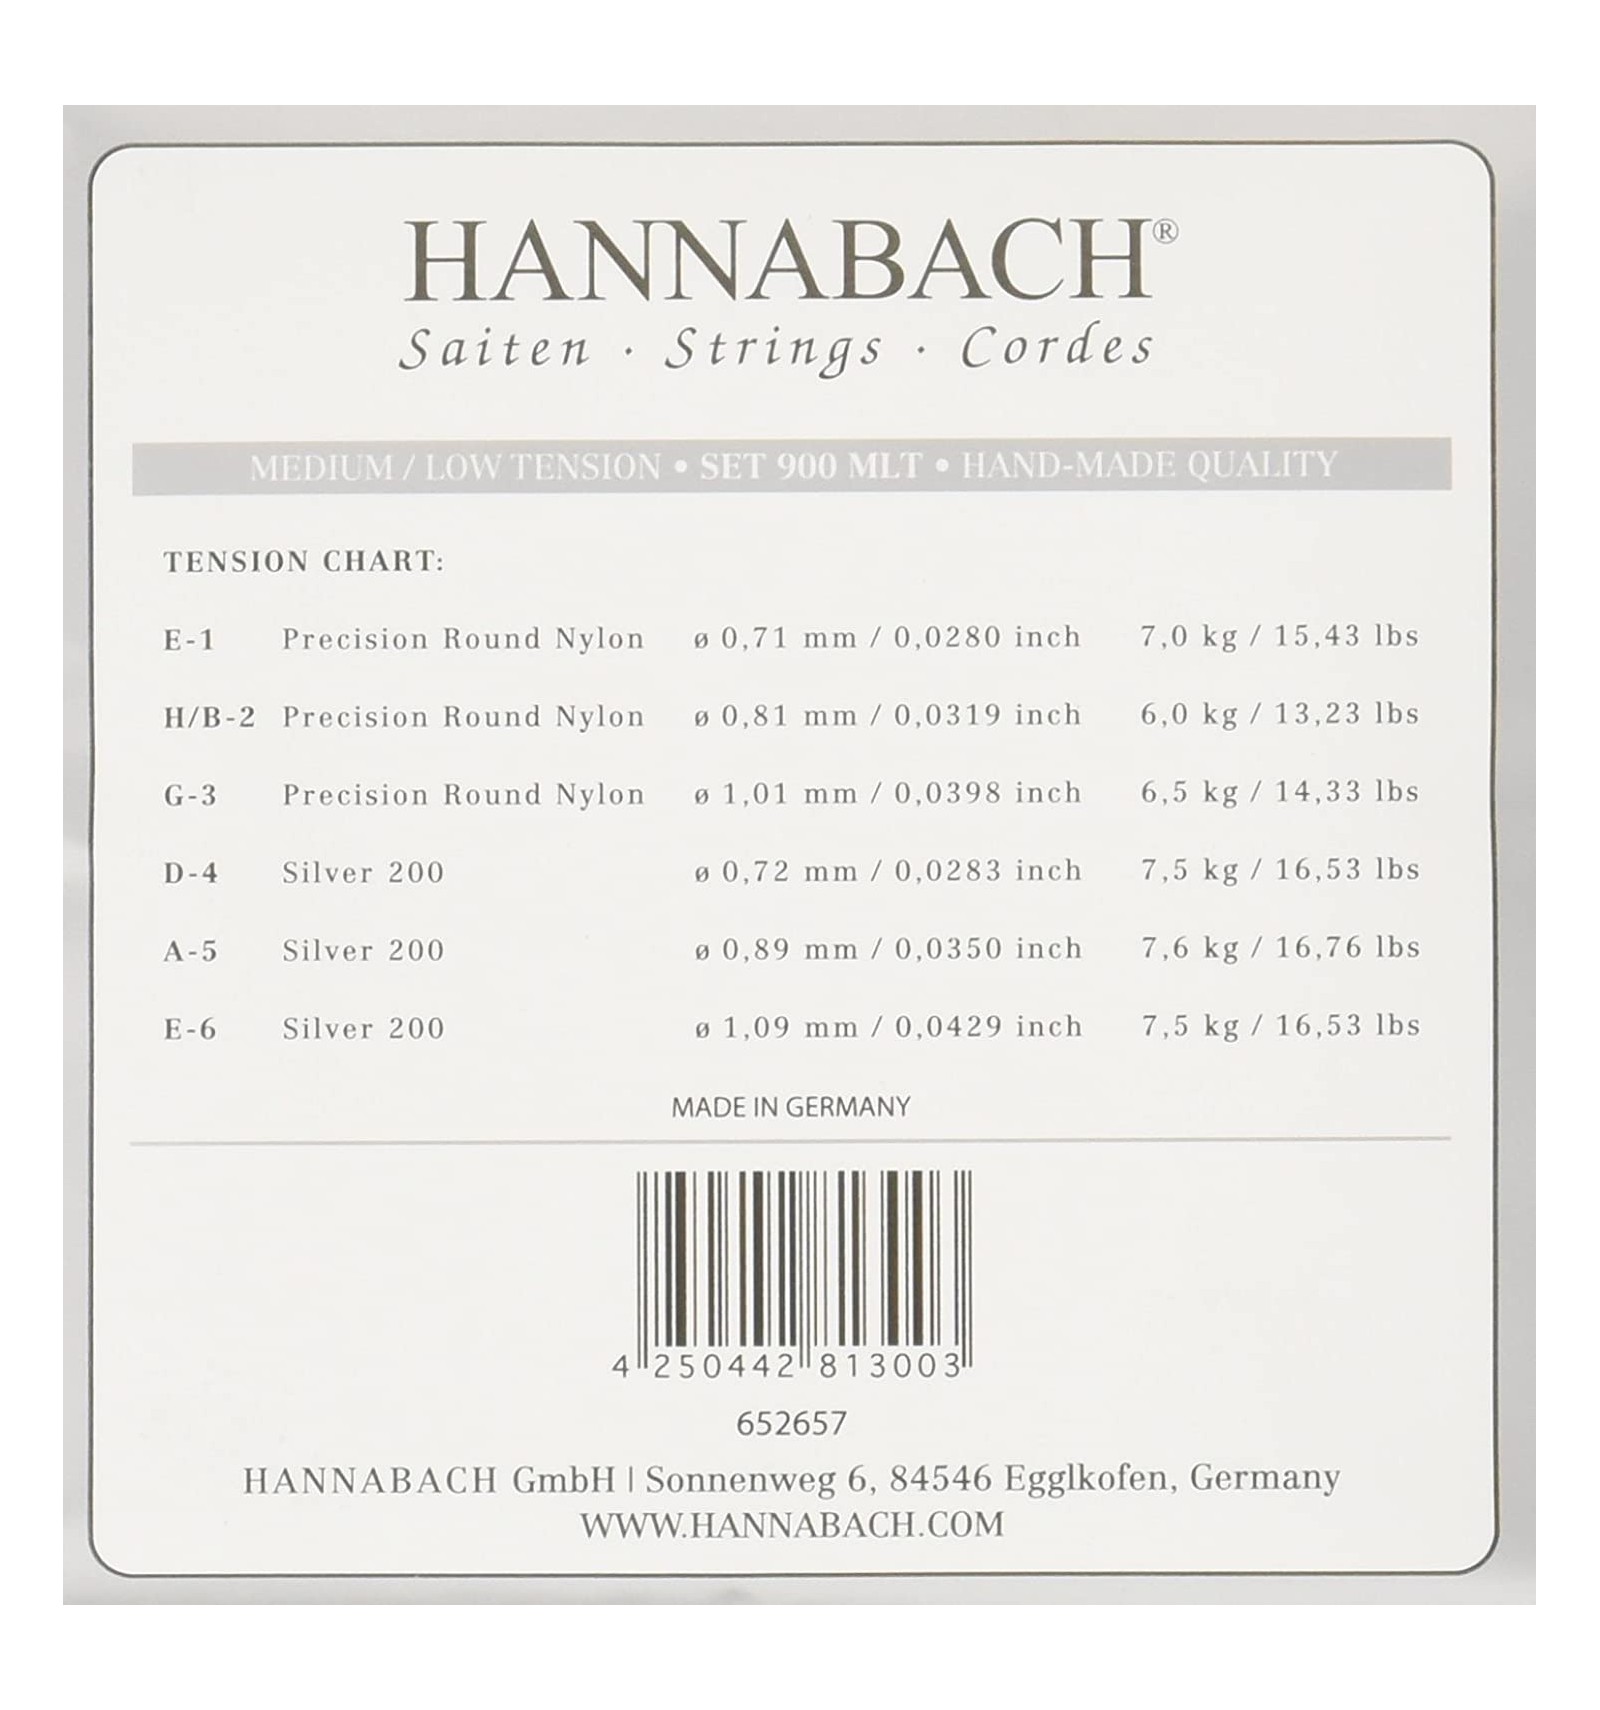 HANNABACH®
Saiten · Strings · Cordes
MEDIUM / LOW TENSION • SET 900 MLT • HAND-MADE QUALITY
TENSION CHART:
E-1 Precision Round Nylon ø 0,71 mm / 0,0280 inch 7,0 kg / 15,43 lbs
H/B-2 Precision Round Nylon ø 0,81 mm / 0,0319 inch 6,0 kg / 13,23 lbs
G-3 Precision Round Nylon ø 1,01 mm / 0,0398 inch 6,5 kg / 14,33 lbs
D-4 Silver 200 ø 0,72 mm / 0,0283 inch 7,5 kg / 16,53 lbs
A-5 Silver 200 ø 0,89 mm / 0,0350 inch 7,6 kg / 16,76 lbs
E-6 Silver 200 ø 1,09 mm / 0,0429 inch 7,5 kg / 16,53 lbs
MADE IN GERMANY
4 250442 813003
652657
HANNABACH GmbH | Sonnenweg 6, 84546 Egglkofen, Germany
WWW.HANNABACH.COM